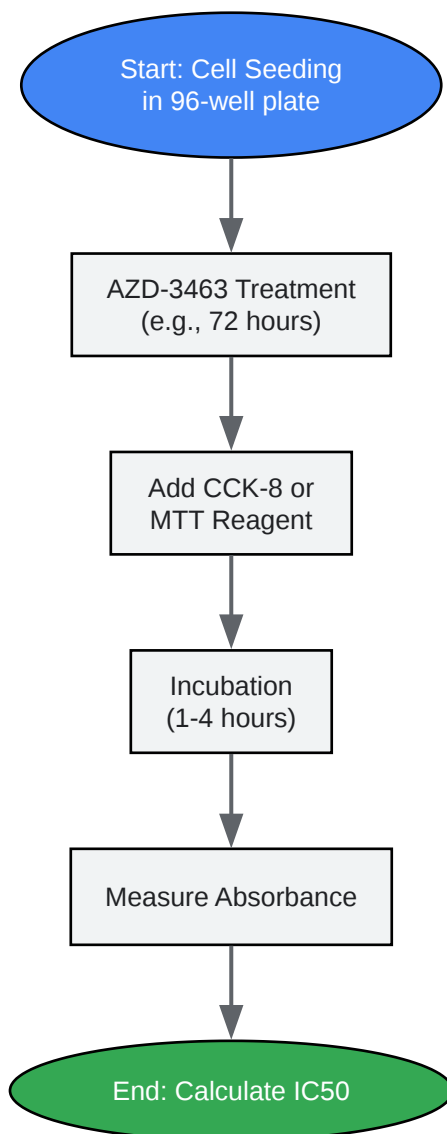 Start: Cell Seeding
in 96-well plate
AZD-3463 Treatment
(e.g., 72 hours)
Add CCK-8 or
MTT Reagent
Incubation
(1-4 hours)
Measure Absorbance
End: Calculate IC50